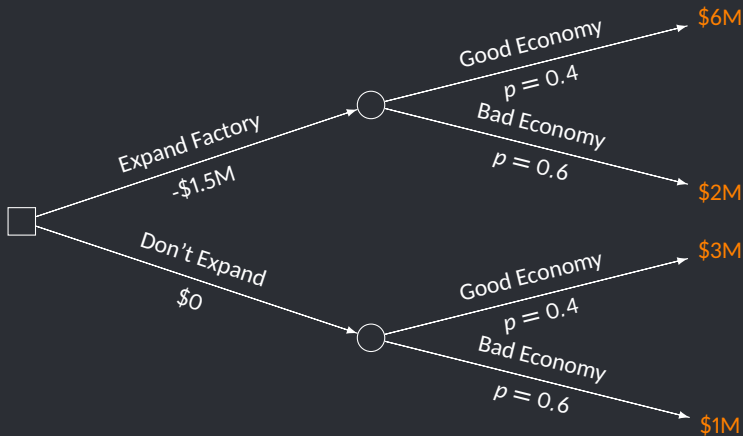 Expand Factory
-$1.5M
Good Economy
p = 0.4
$6M
Bad Economy
p = 0.6
$2M
Don't Expand
$0
Good Economy
p = 0.4
$3M
Bad Economy
p = 0.6
$1M